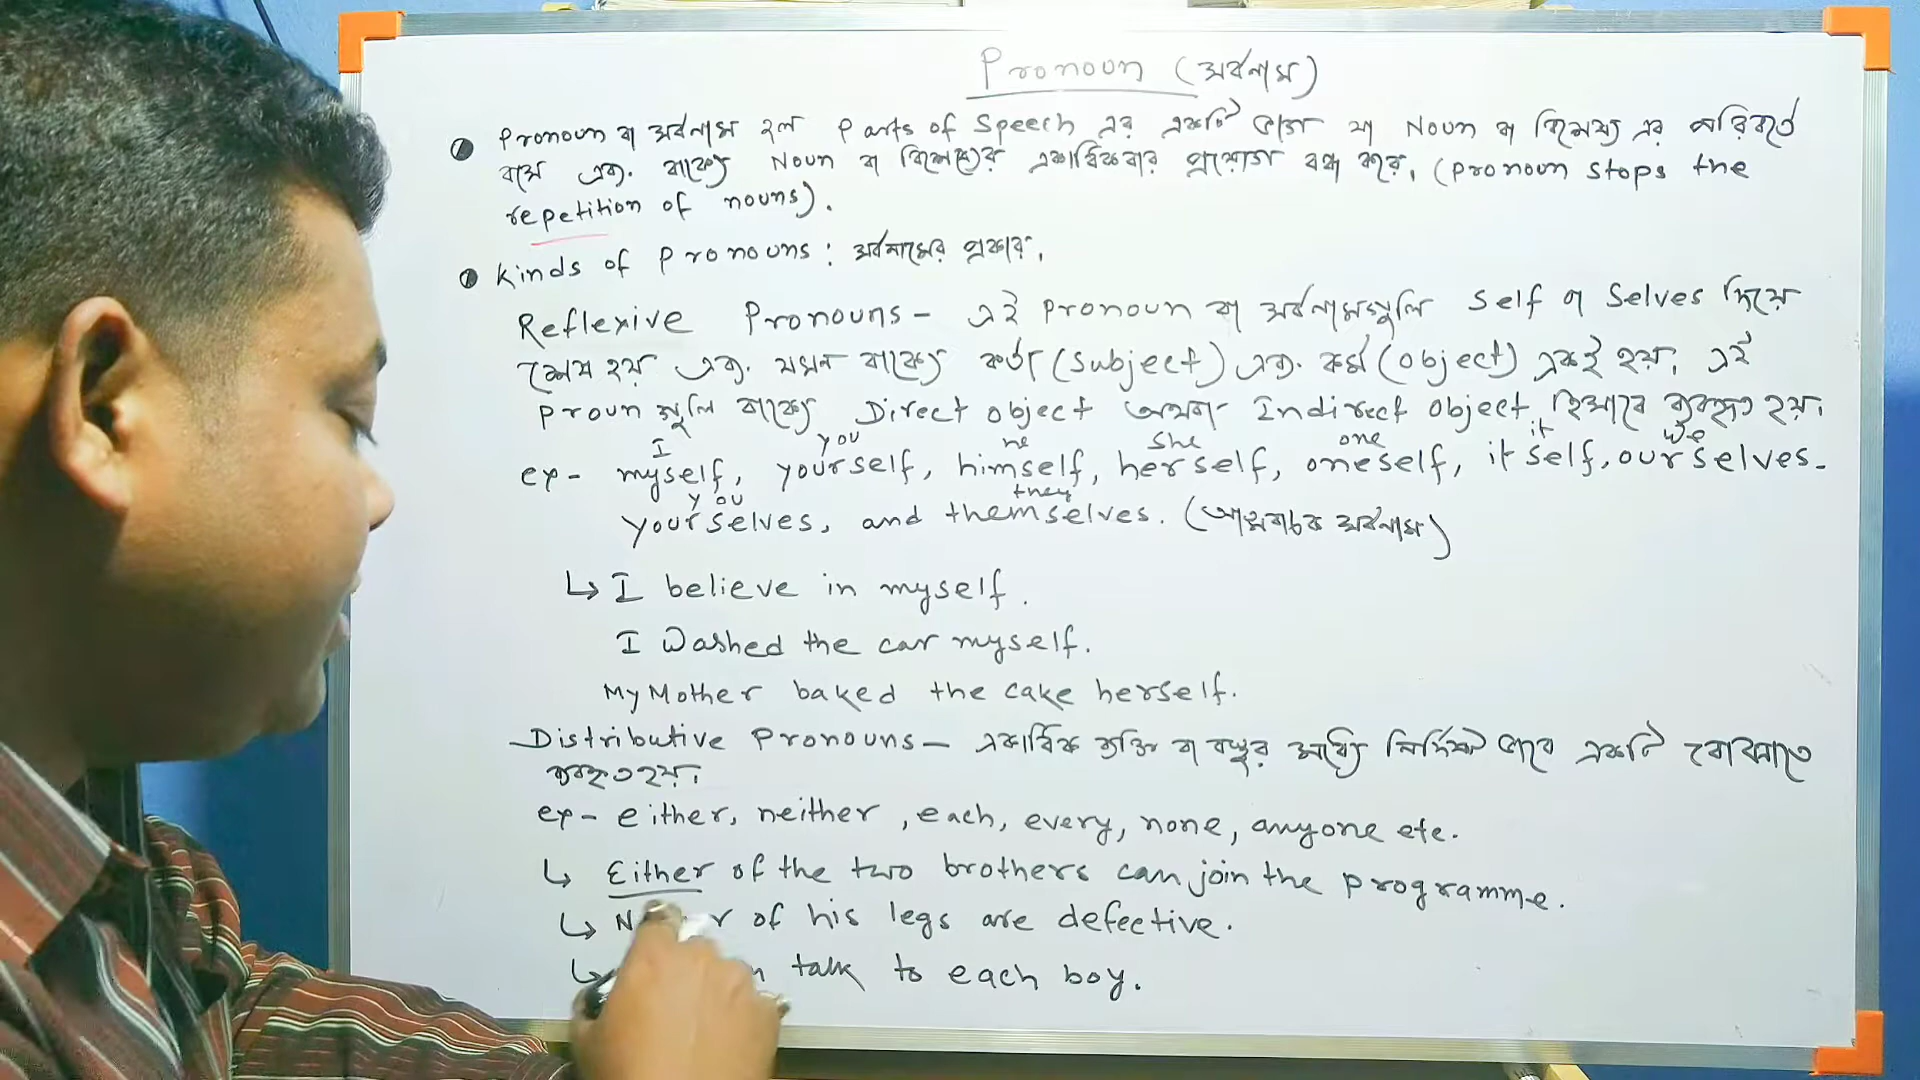 Pronoun (সর্বনাম)
Pronoun বা সর্বনাম হল Parts of Speech এর একটি ভাগ যা Noun বা বিশেষ্য এর পরিবর্তে
বসে এবং বাক্যে Noun বা বিশেষ্যের একাধিকবার প্রয়োগ বন্ধ করে. (Pronoun stops the
repetition of nouns).
Kinds of Pronouns: সর্বনামের প্রকার.
Reflexive Pronouns- এই Pronoun বা সর্বনামগুলি Self বা Selves দিয়ে
শেষ হয় এবং যখন বাক্যে কর্তা (Subject) এবং কর্ম (object) একই হয়. এই
Proun গুলি বাক্যে Direct object অথবা Indirect object হিসাবে ব্যবহৃত হয়.
I you he she one it we
ex- myself, yourself, himself, herself, oneself, itself, ourselves.
you they
yourselves, and themselves. (আত্মবাচক সর্বনাম)
↳ I believe in myself.
I Washed the car myself.
My Mother baked the cake herself.
Distributive Pronouns- একাধিক ব্যক্তি বা বস্তুর মধ্যে নির্দিষ্ট ভাবে একটি বোঝাতে
ব্যবহৃত হয়.
ex- either, neither, each, every, none, anyone etc.
↳ Either of the two brothers can join the programme.
↳ of his legs are defective.
↳ talk to each boy.